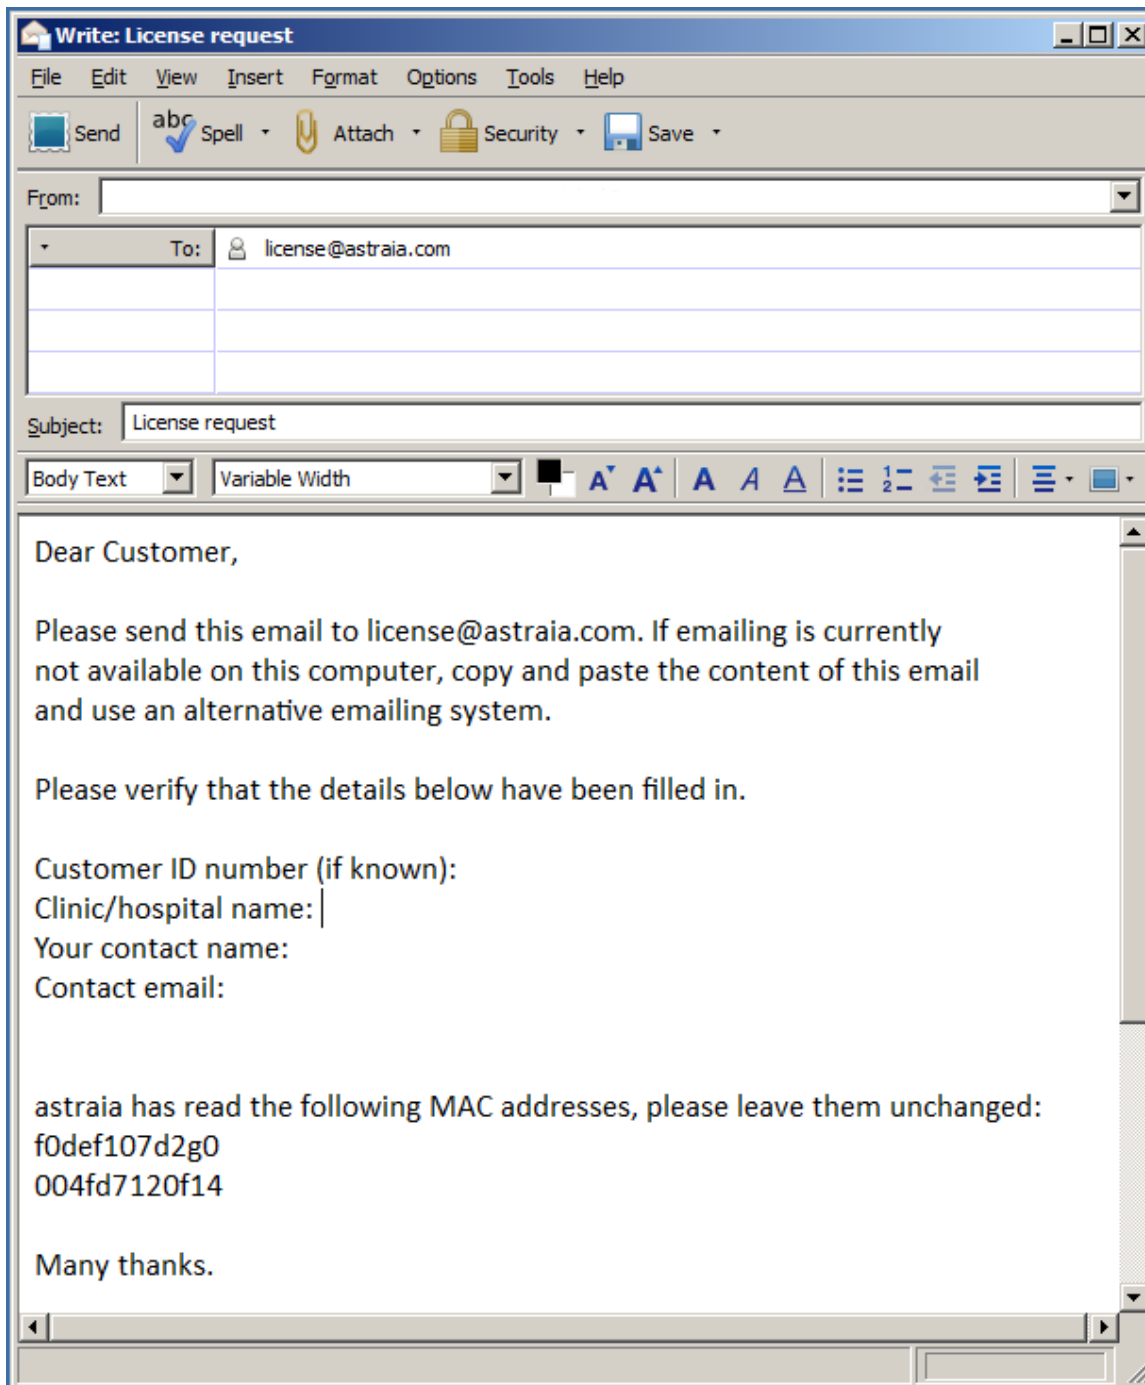 Write: License request
File Edit View Insert Format Options Tools Help
Send abc Spell Attach Security Save
From:
To: license@astraia.com
Subject: License request
Body Text Variable Width A A A A A
Dear Customer,
Please send this email to license@astraia.com. If emailing is currently
not available on this computer, copy and paste the content of this email
and use an alternative emailing system.
Please verify that the details below have been filled in.
Customer ID number (if known):
Clinic/hospital name:
Your contact name:
Contact email:
astraia has read the following MAC addresses, please leave them unchanged:
f0def107d2g0
004fd7120f14
Many thanks.